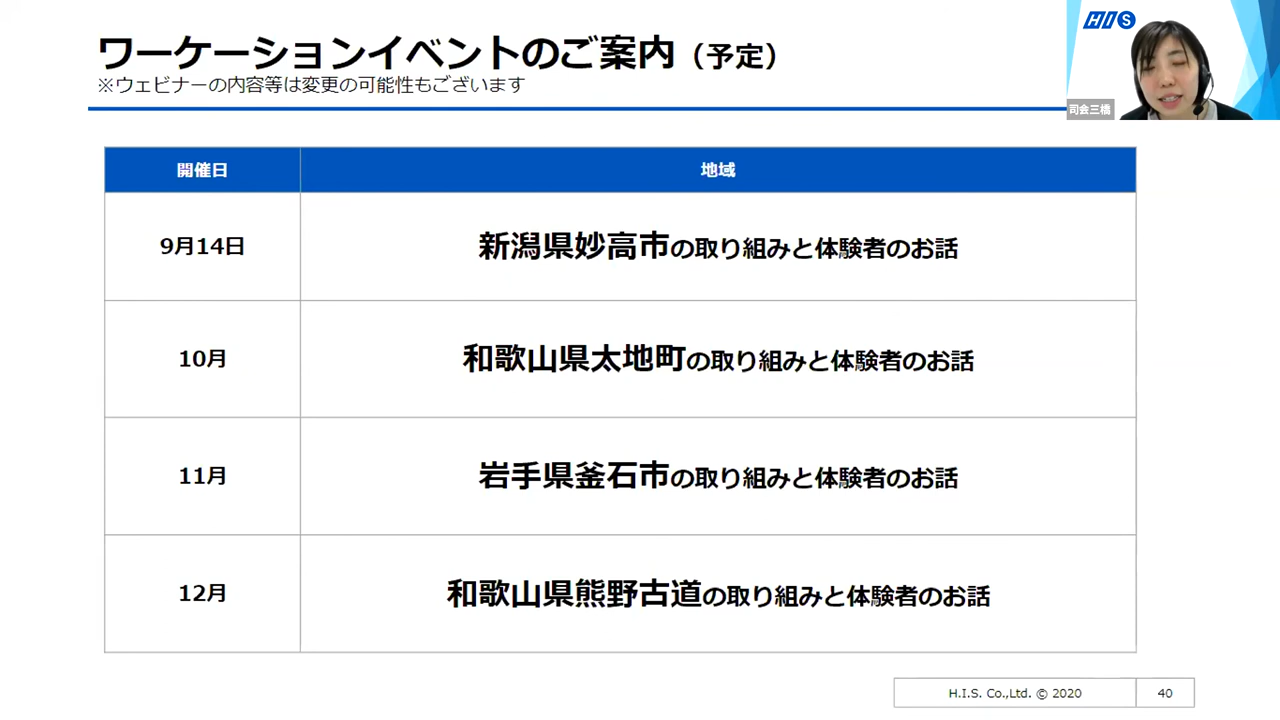 ワーケーションイベントのご案内（予定）
※ウェビナーの内容等は変更の可能性もございます
HIS
司会三橋
開催日 地域
9月14日 新潟県妙高市の取り組みと体験者のお話
10月 和歌山県太地町の取り組みと体験者のお話
11月 岩手県釜石市の取り組みと体験者のお話
12月 和歌山県熊野古道の取り組みと体験者のお話
H.I.S. Co.,Ltd. © 2020 40